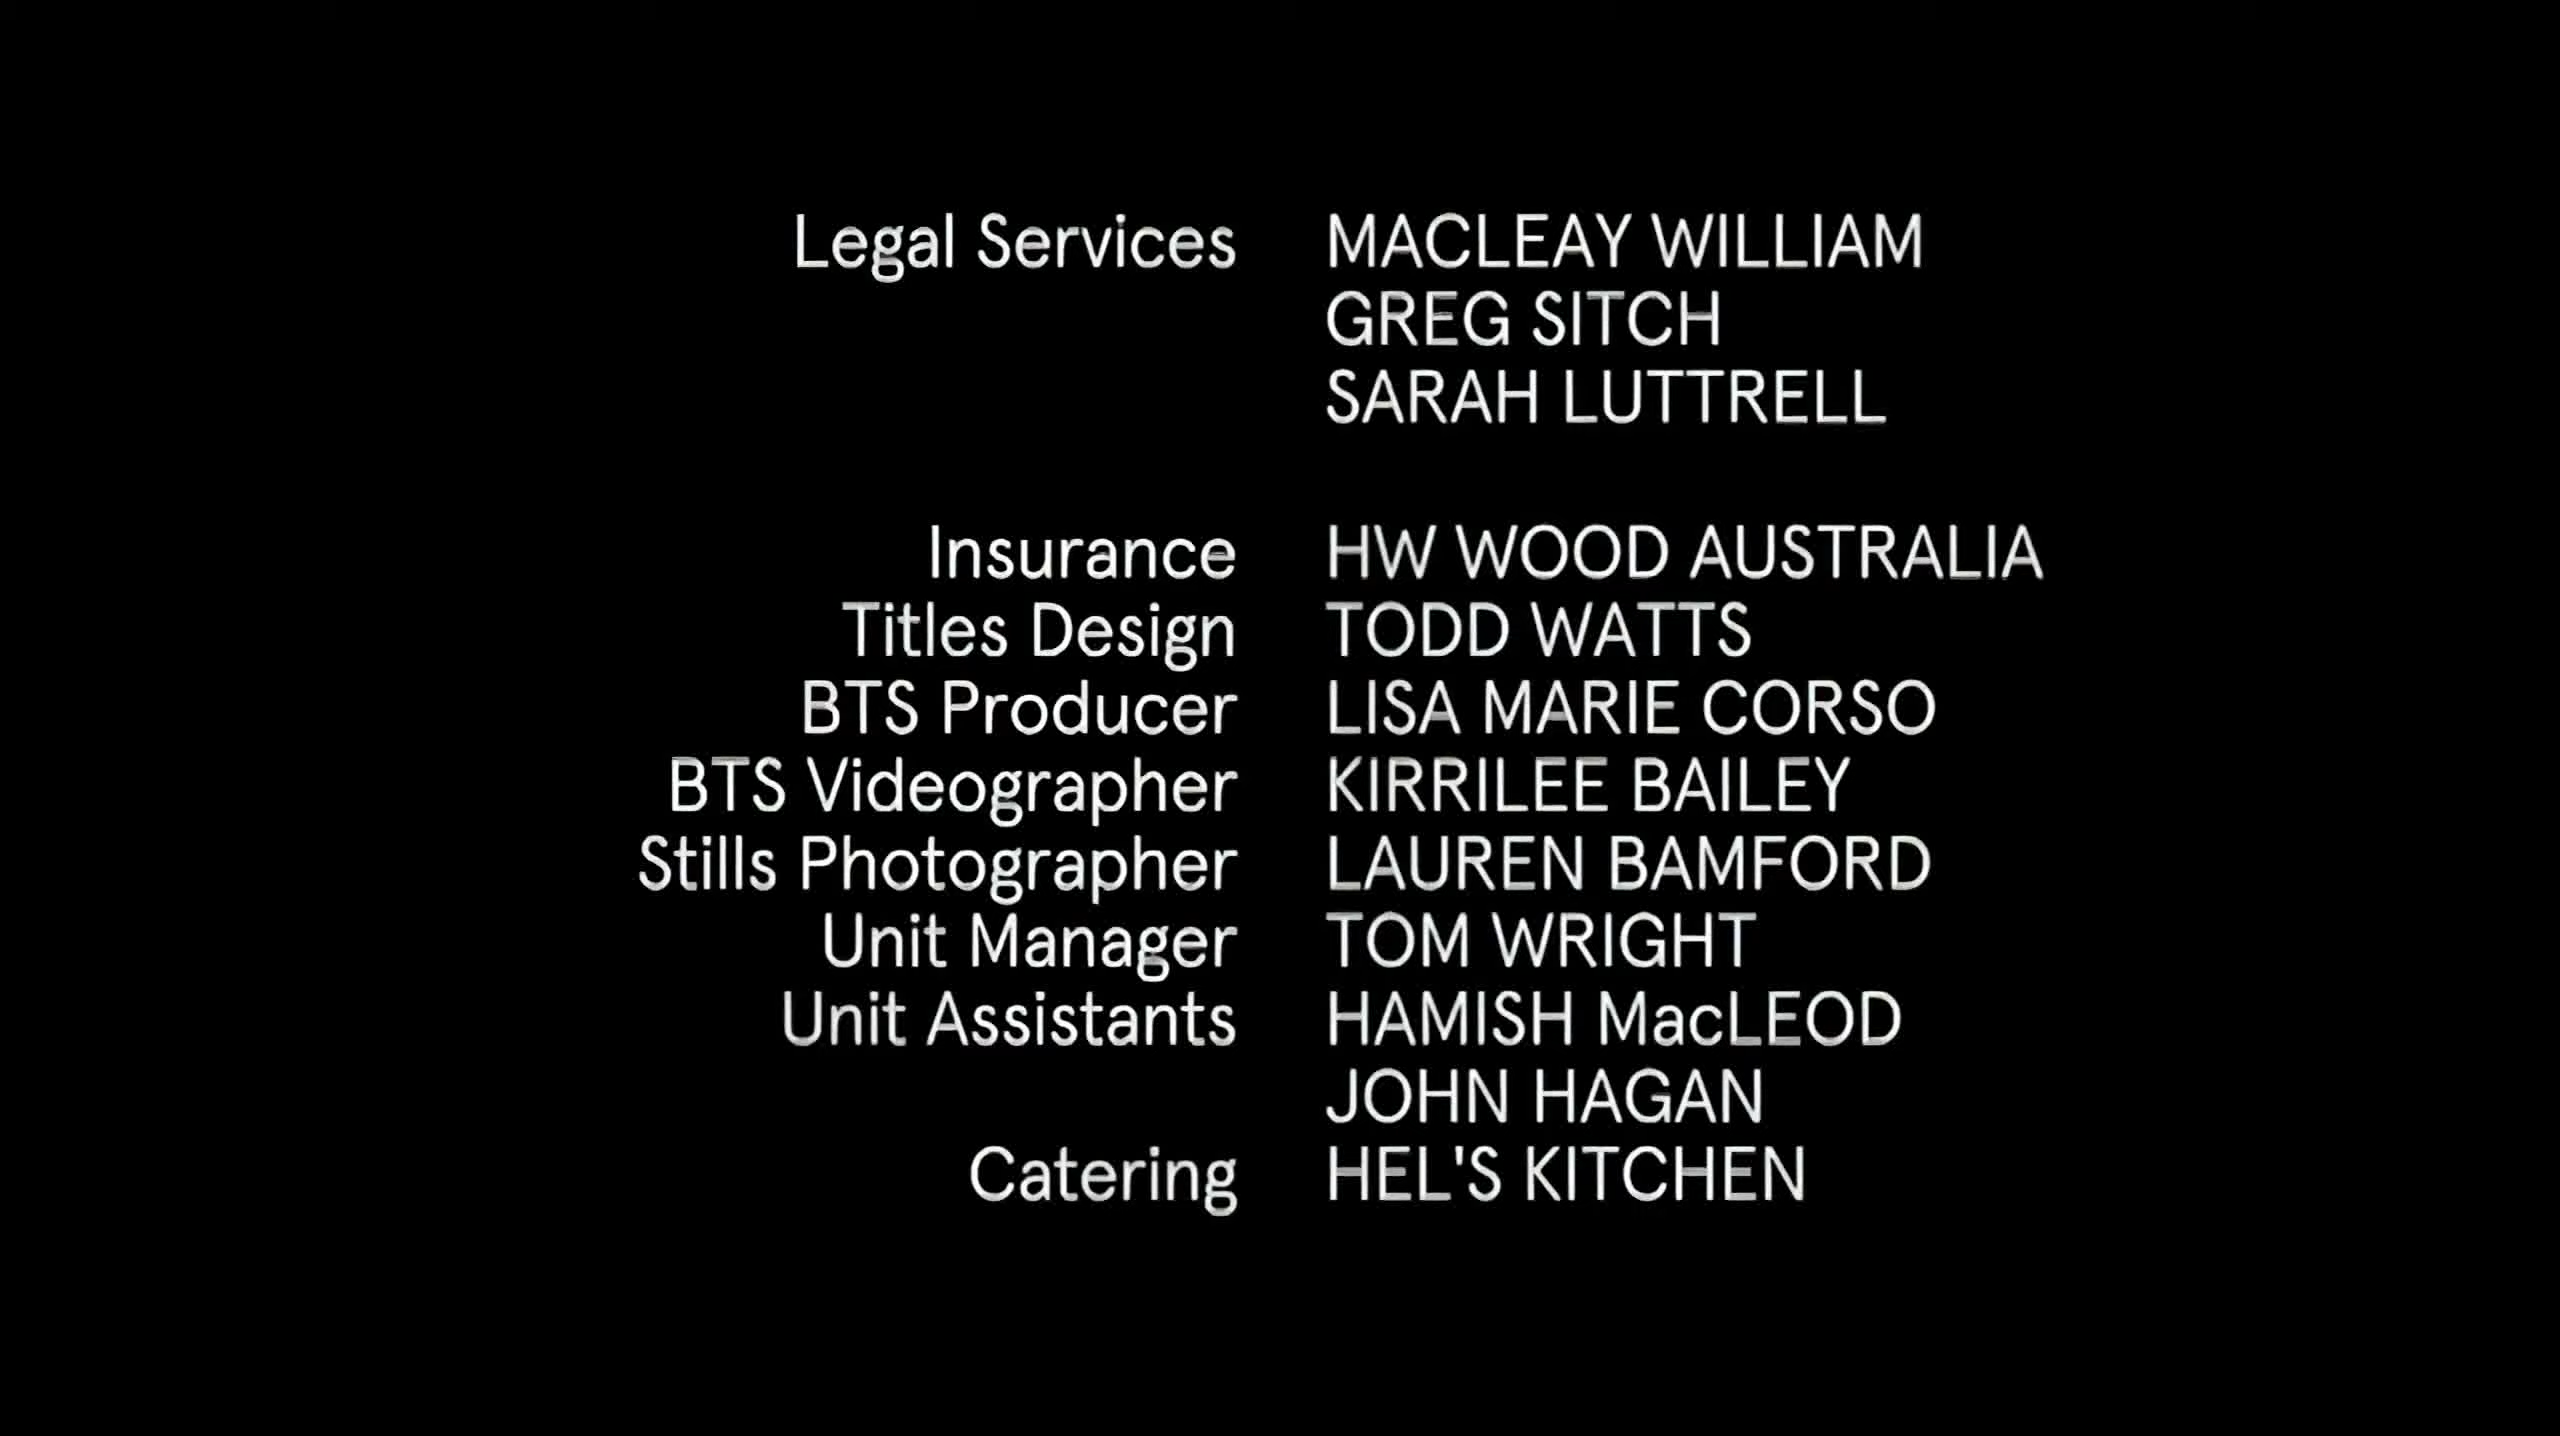 Legal Services MACLEAY WILLIAM
GREG SITCH
SARAH LUTTRELL
Insurance HW WOOD AUSTRALIA
Titles Design TODD WATTS
BTS Producer LISA MARIE CORSO
BTS Videographer KIRRILEE BAILEY
Stills Photographer LAUREN BAMFORD
Unit Manager TOM WRIGHT
Unit Assistants HAMISH MacLEOD
JOHN HAGAN
Catering HEL'S KITCHEN